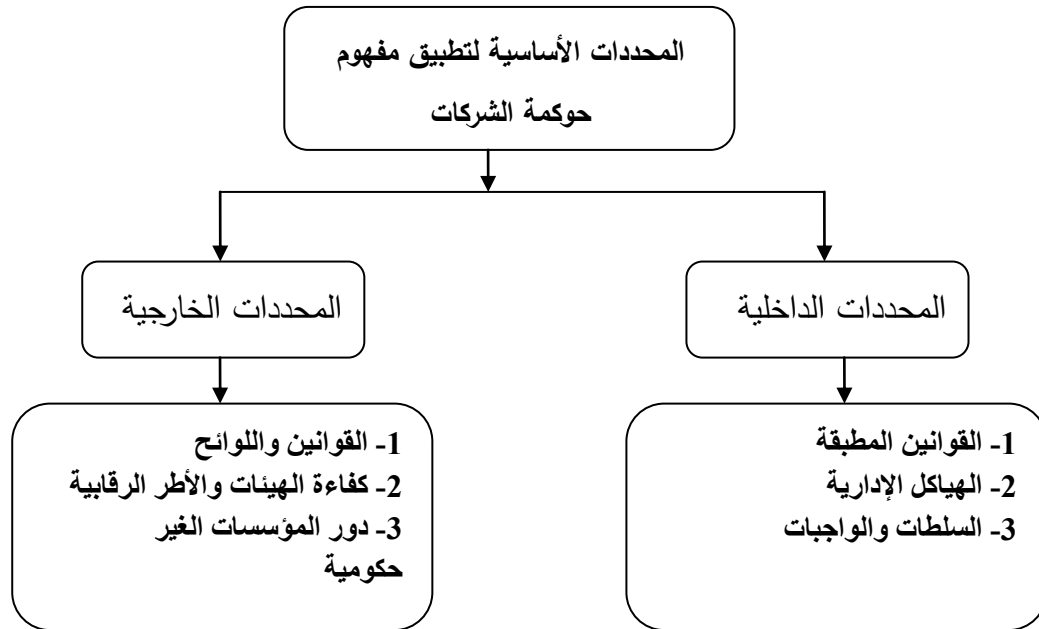 المحددات الأساسية لتطبيق مفهوم
حوكمة الشركات
المحددات الداخلية
المحددات الخارجية
1- القوانين المطبقة
2- الهياكل الإدارية
3- السلطات والواجبات
1- القوانين واللوائح
2- كفاءة الهيئات والأطر الرقابية
3- دور المؤسسات الغير
حكومية